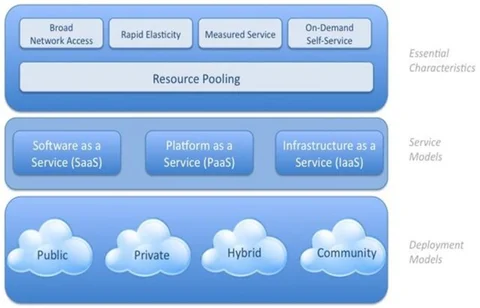 Broad
Network Access
Rapid Elasticity
Measured Service
On-Demand
Self-Service
Resource Pooling
Essential
Characteristics
Software as a
Service (SaaS)
Platform as a
Service (PaaS)
Infrastructure as a
Service (IaaS)
Service
Models
Public
Private
Hybrid
Community
Deployment
Models